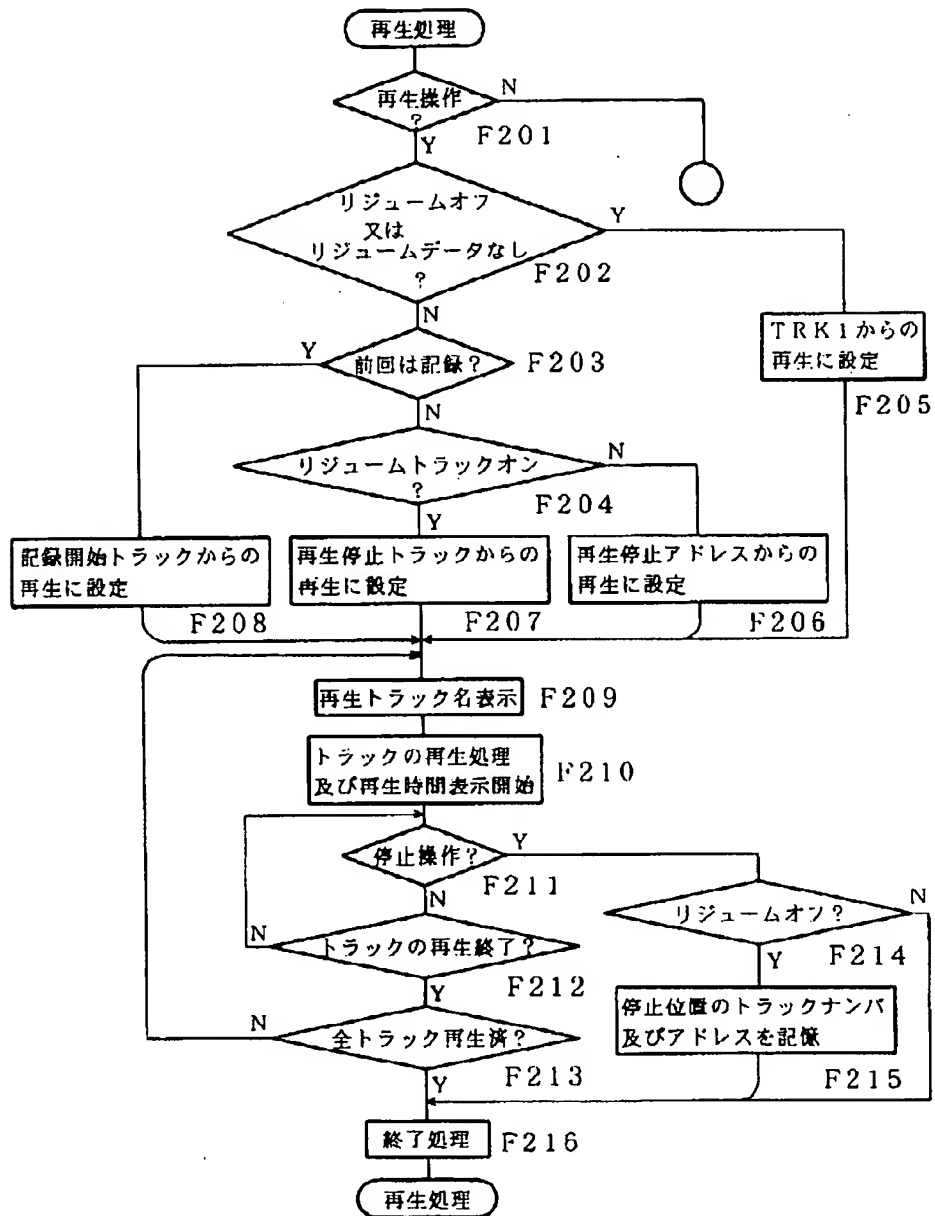 再生処理
再生操作
?
N
F201
Y
リジュームオフ
又は
リジュームデータなし
?
Y
F202
N
TRK1からの
再生に設定
F205
前回は記録?
Y
F203
N
リジュームトラックオン
?
N
F204
Y
記録開始トラックからの
再生に設定
F208
再生停止トラックからの
再生に設定
F207
再生停止アドレスからの
再生に設定
F206
再生トラック名表示
F209
トラックの再生処理
及び再生時間表示開始
F210
停止操作?
Y
F211
N
リジュームオン?
N
F214
Y
トラックの再生終了?
N
F212
Y
停止位置のトラックナンバ
及びアドレスを記憶
F215
全トラック再生済?
N
F213
Y
終了処理
F216
再生処理